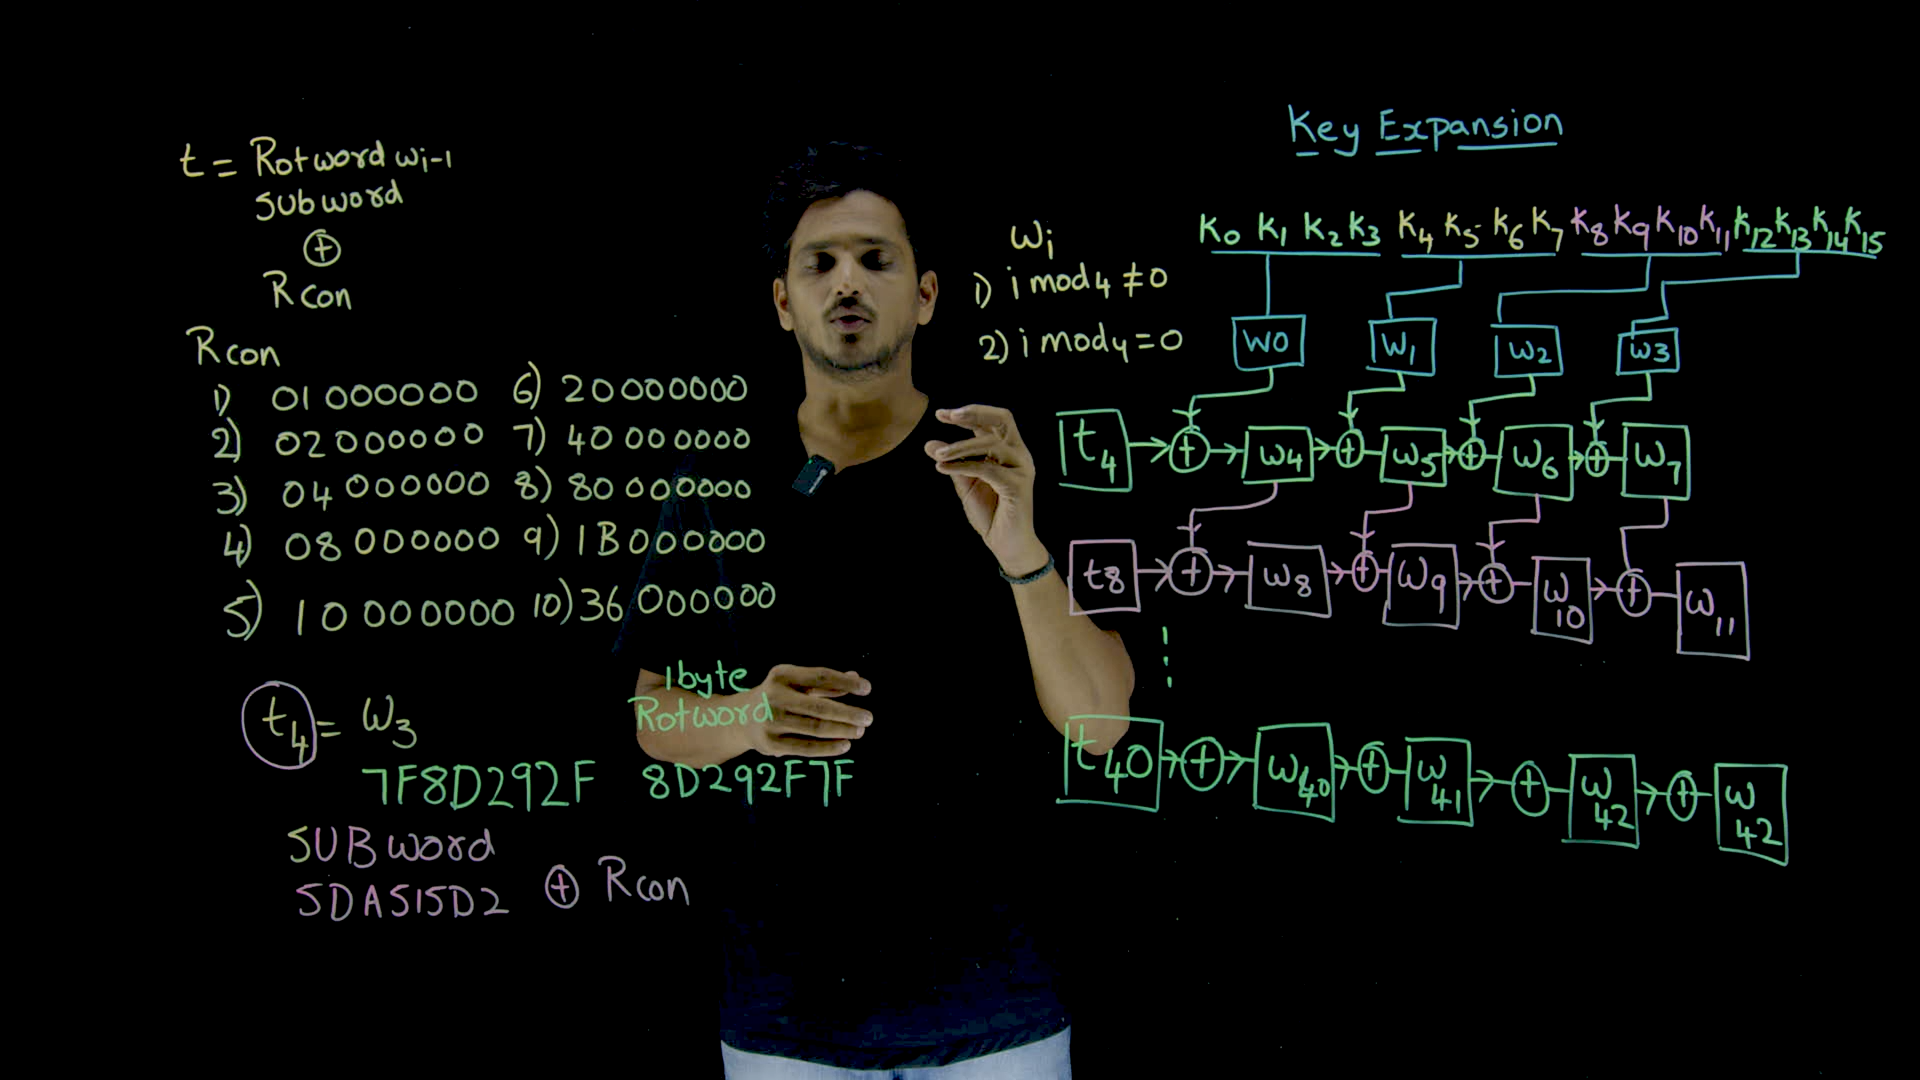 t = Rotword wi-1
Subword
⊕
Rcon
Rcon
1) 01 000000 6) 20000000
2) 02000000 7) 40 000000
3) 04 000000 8) 80 000000
4) 08 000000 9) 1B000000
5) 10 000000 10) 36 000000
t4 = W3
1byte
Rotword
7F8D292F 8D292F7F
SUBword
5DA515D2 ⊕ Rcon
Key Expansion
Wi
1) i mod4 ≠ 0
2) i mod4 = 0
K0 K1 K2 K3 K4 K5 K6 K7 K8 K9 K10 K11 K12 K13 K14 K15
W0 W1 W2 W3
t4 → ⊕ → W4 → ⊕ → W5 → ⊕ → W6 → ⊕ → W7
t8 → ⊕ → W8 → ⊕ → W9 → ⊕ → W10 → ⊕ → W11
t40 → ⊕ → W40 → ⊕ → W41 → ⊕ → W42 → ⊕ → W42